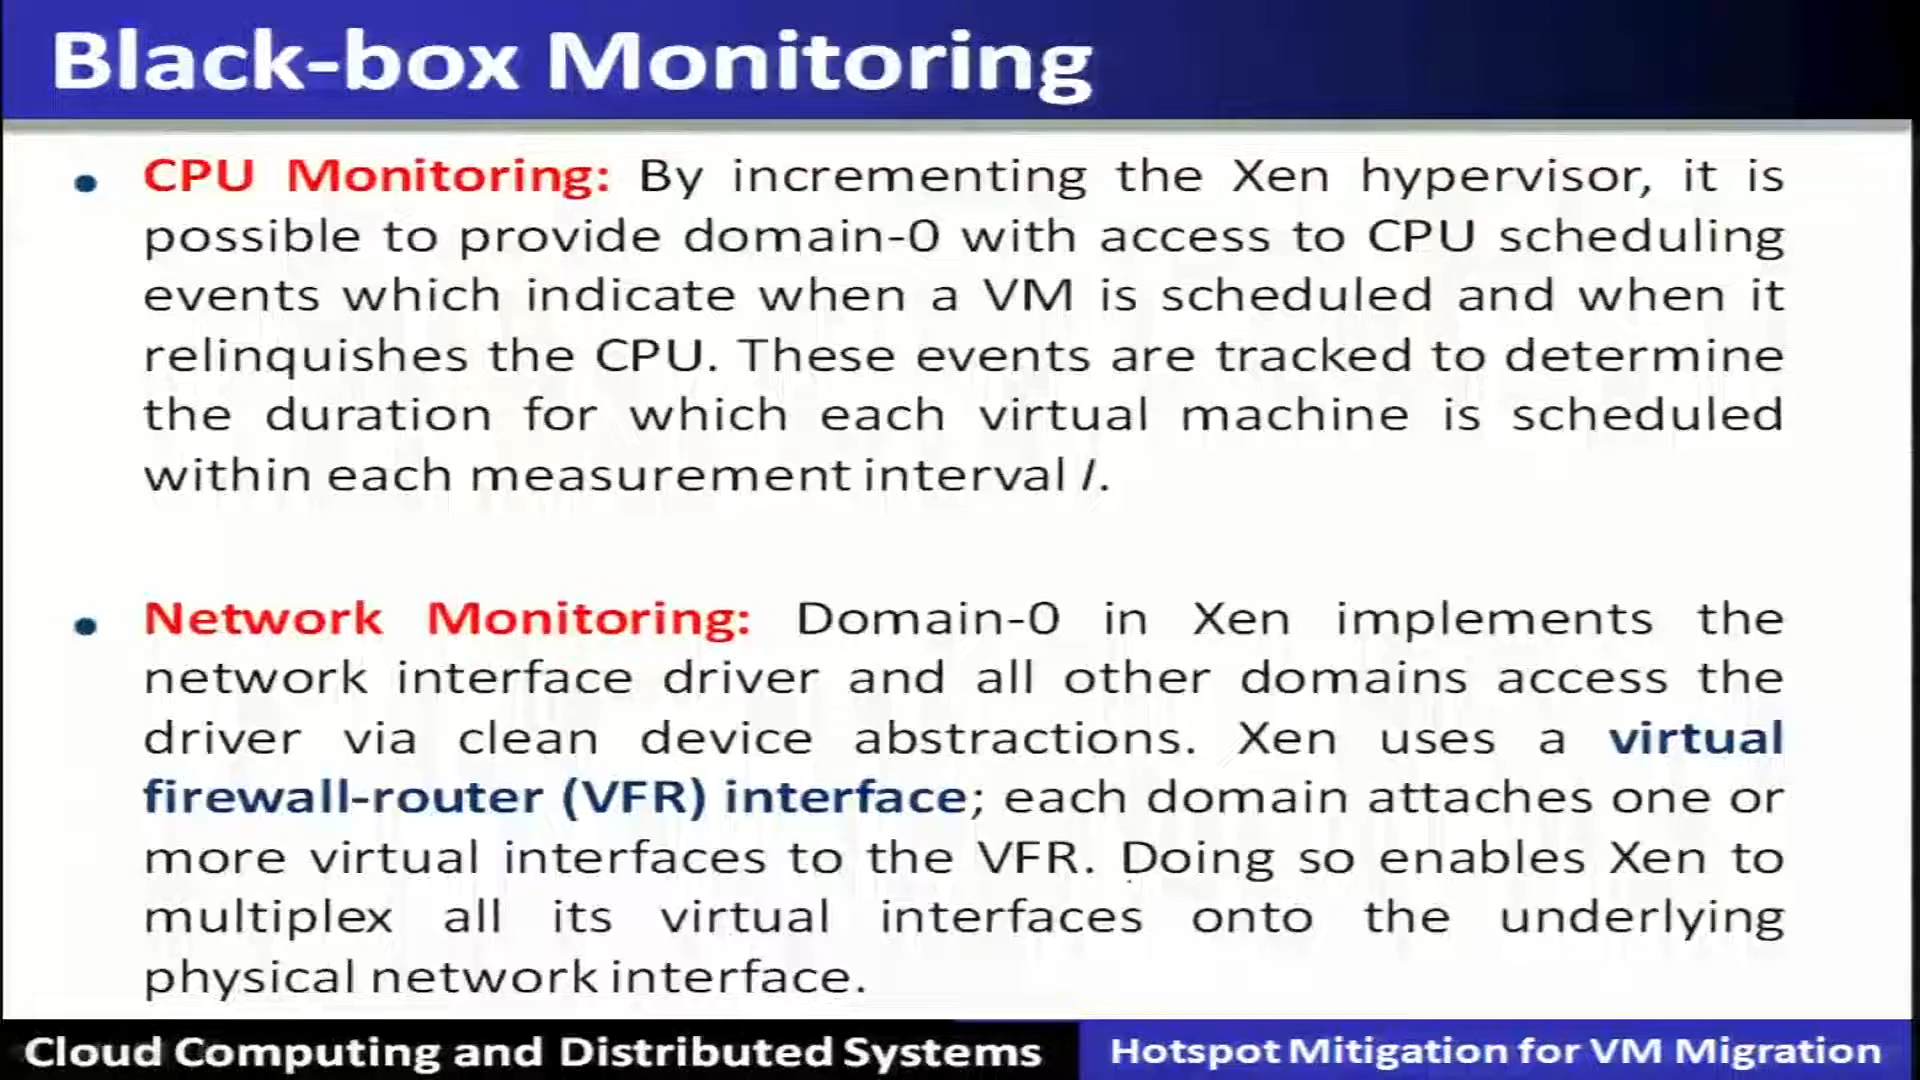 Black-box Monitoring
• CPU Monitoring: By incrementing the Xen hypervisor, it is
possible to provide domain-0 with access to CPU scheduling
events which indicate when a VM is scheduled and when it
relinquishes the CPU. These events are tracked to determine
the duration for which each virtual machine is scheduled
within each measurement interval I.
• Network Monitoring: Domain-0 in Xen implements the
network interface driver and all other domains access the
driver via clean device abstractions. Xen uses a virtual
firewall-router (VFR) interface; each domain attaches one or
more virtual interfaces to the VFR. Doing so enables Xen to
multiplex all its virtual interfaces onto the underlying
physical network interface.
Cloud Computing and Distributed Systems
Hotspot Mitigation for VM Migration